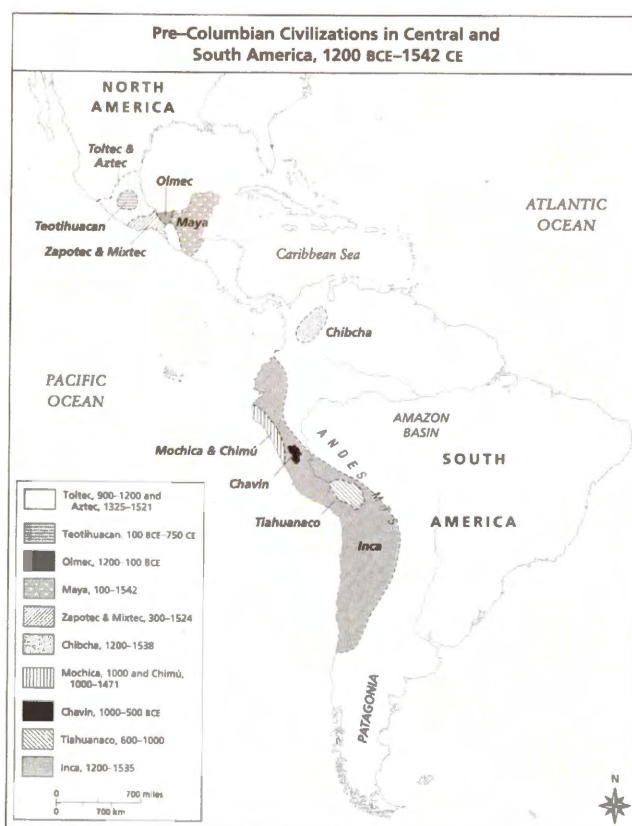 Pre–Columbian Civilizations in Central and
South America, 1200 BCE–1542 CE
NORTH
AMERICA
Toltec &
Aztec
Olmec
Teotihuacan
Maya
Zapotec & Mixtec
ATLANTIC
OCEAN
Caribbean Sea
Chibcha
PACIFIC
OCEAN
AMAZON
BASIN
Mochica & Chimú
ANDES MTS
SOUTH
AMERICA
Chavin
Tiahuanaco
Inca
PATAGONIA
Toltec, 900–1200 and
Aztec, 1325–1521
Teotihuacan, 100 BCE–750 CE
Olmec, 1200–100 BCE
Maya, 100–1542
Zapotec & Mixtec, 300–1524
Chibcha, 1200–1538
Mochica, 1000 and Chimú,
1000–1471
Chavin, 1000–500 BCE
Tiahuanaco, 600–1000
Inca, 1200–1535
0 700 miles
0 700 km
N